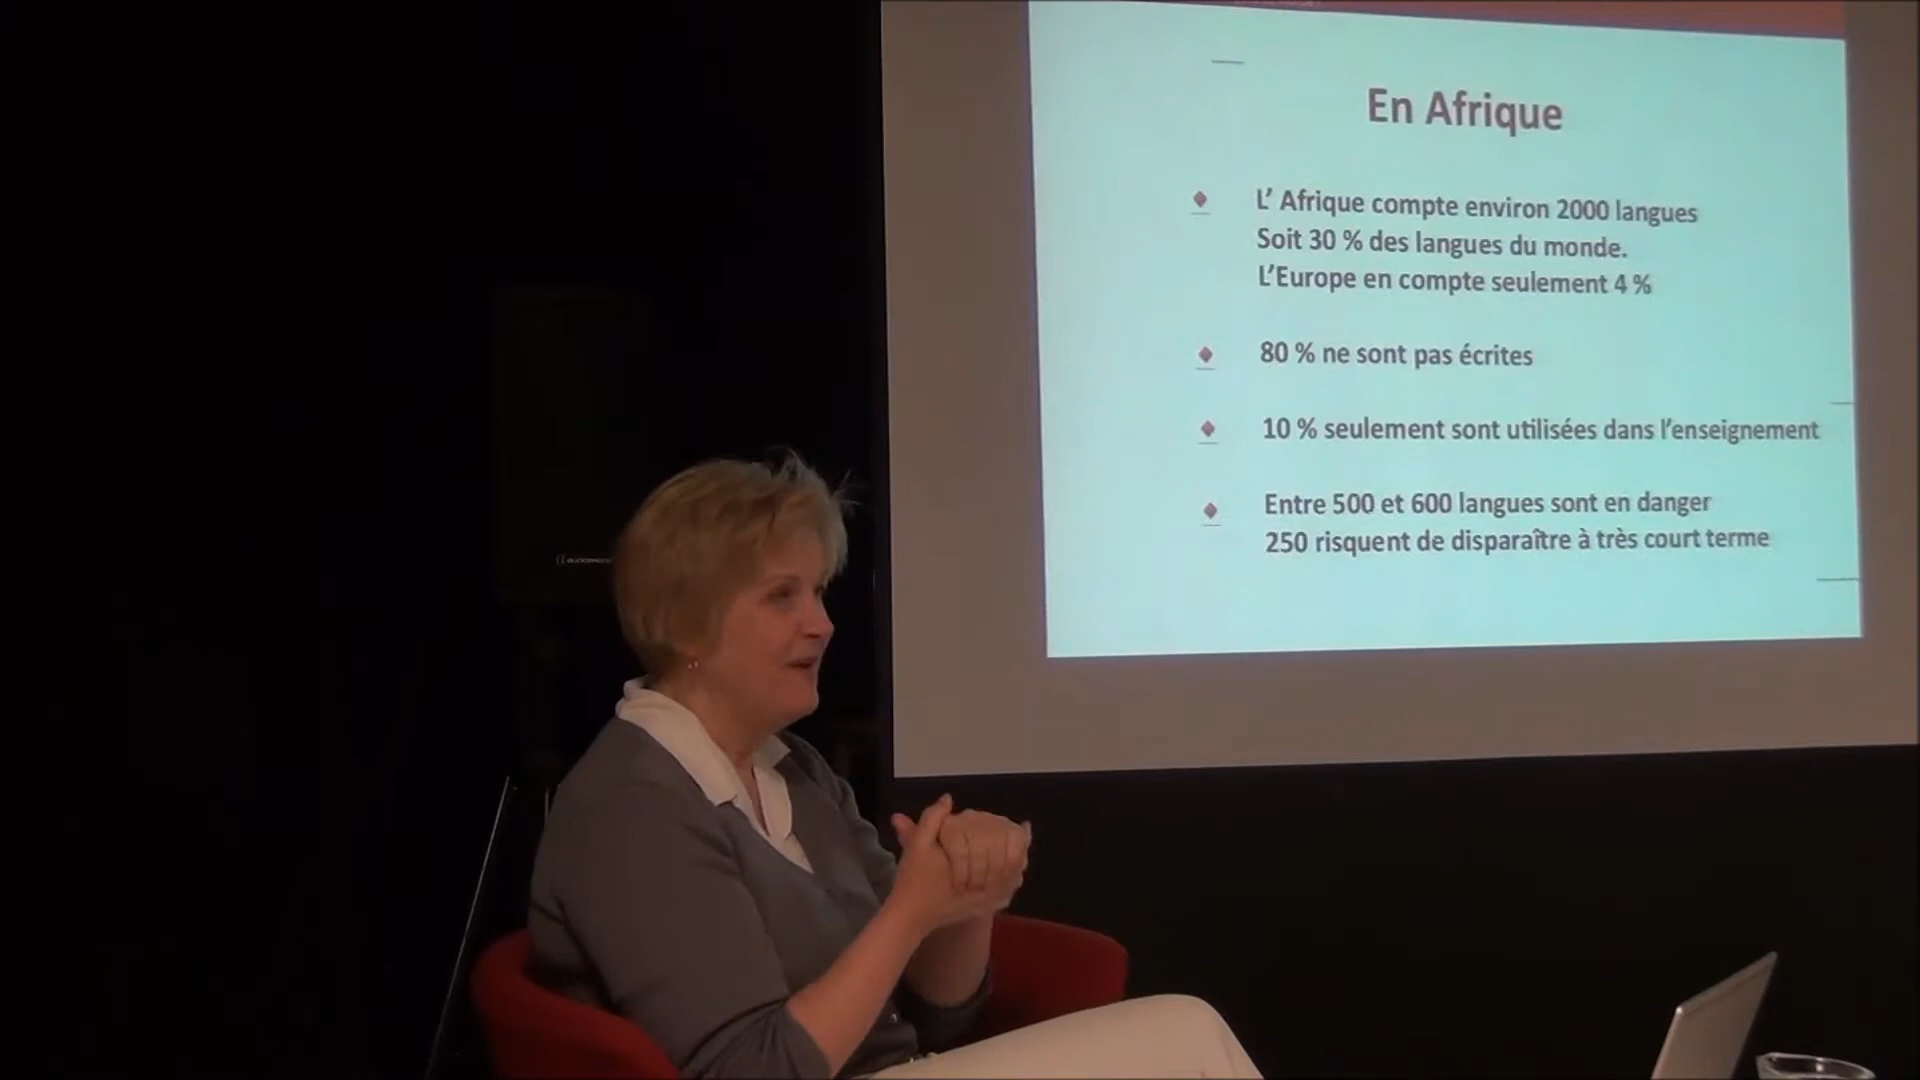 En Afrique
L' Afrique compte environ 2000 langues
Soit 30 % des langues du monde.
L'Europe en compte seulement 4 %
80 % ne sont pas écrites
10 % seulement sont utilisées dans l'enseignement
Entre 500 et 600 langues sont en danger
250 risquent de disparaître à très court terme